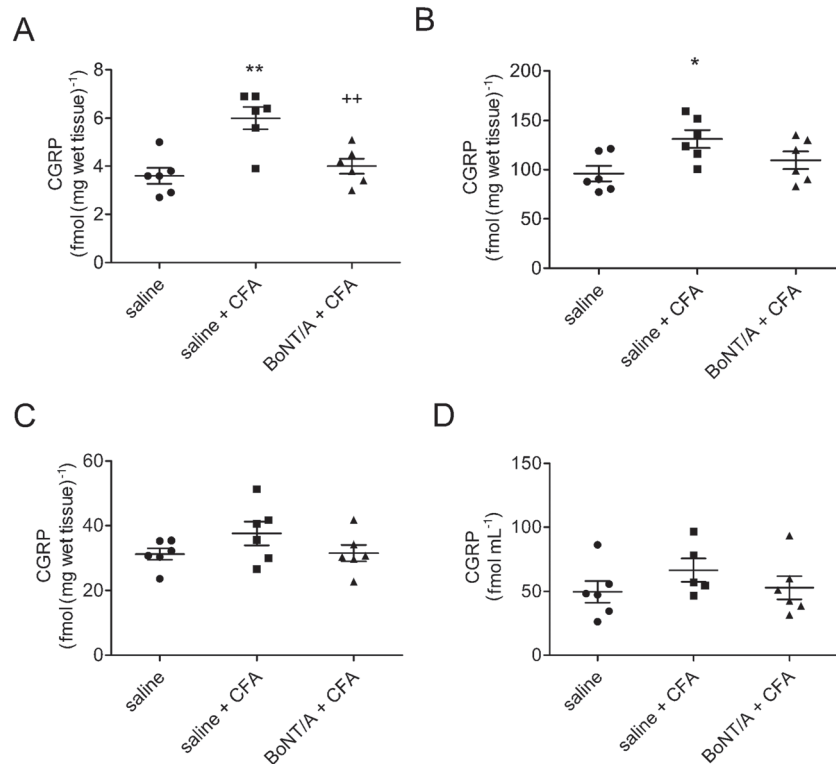 A
CGRP
(fmol (mg wet tissue)⁻¹)
8
6
4
2
0
**
++
saline
saline + CFA
BoNT/A + CFA
B
CGRP
(fmol (mg wet tissue)⁻¹)
200
150
100
50
0
*
saline
saline + CFA
BoNT/A + CFA
C
CGRP
(fmol (mg wet tissue)⁻¹)
60
40
20
0
saline
saline + CFA
BoNT/A + CFA
D
CGRP
(fmol mL⁻¹)
150
100
50
0
saline
saline + CFA
BoNT/A + CFA